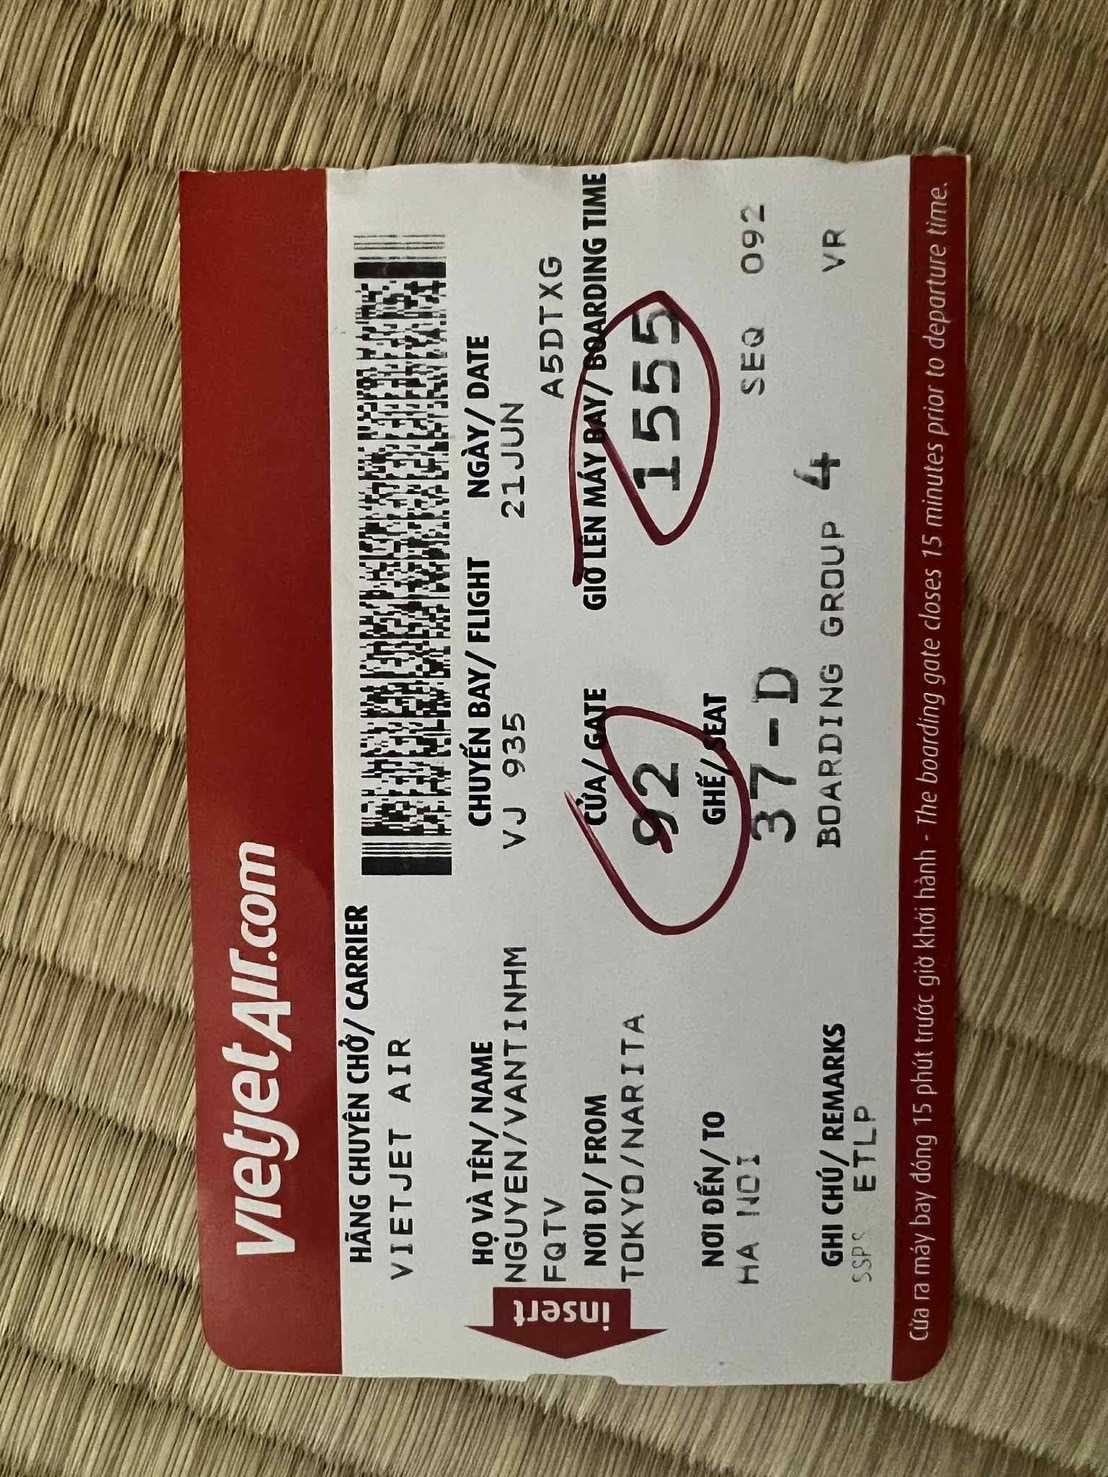 vietjetAir.com
HÃNG CHUYÊN CHỞ/ CARRIER
VIETJET AIR
HỌ VÀ TÊN/ NAME
NGUYEN/VANTINHM
CHUYẾN BAY/ FLIGHT
VJ 935
NGÀY/ DATE
21JUN
FQTV
A5DTXG
NƠI ĐI/ FROM
TOKYO/NARITA
CỬA/ GATE
92
GIỜ LÊN MÁY BAY/ BOARDING TIME
1555
NƠI ĐẾN/ TO
HA NOI
GHẾ/ SEAT
37-D
SEQ 092
GHI CHÚ/ REMARKS
SSPS ETLP
BOARDING GROUP 4
VR
Cửa ra máy bay đóng 15 phút trước giờ khởi hành - The boarding gate closes 15 minutes prior to departure time.
insert